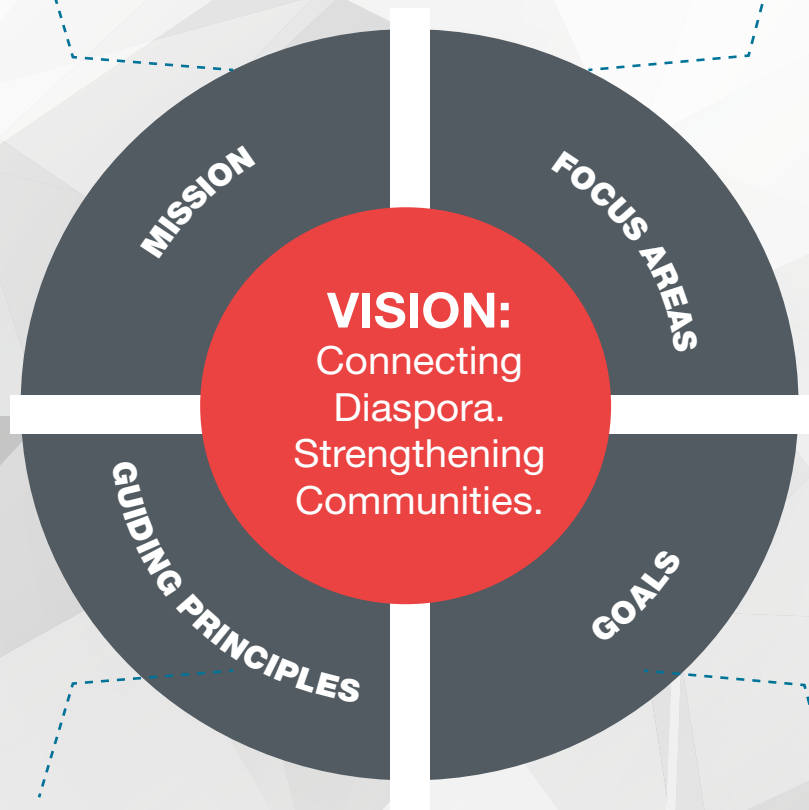 MISSION
FOCUS AREAS
VISION:
Connecting
Diaspora.
Strengthening
Communities.
GUIDING PRINCIPLES
GOALS